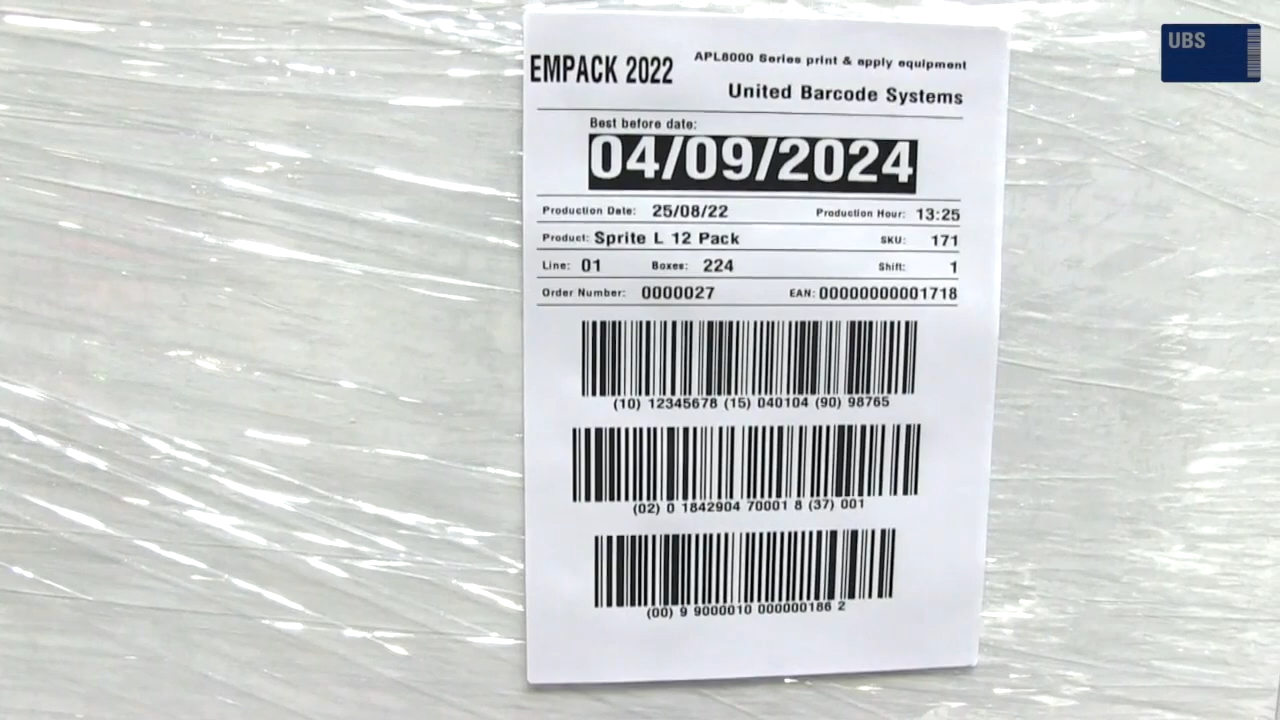 UBS
EMPACK 2022
APL8000 Series print & apply equipment
United Barcode Systems
Best before date:
04/09/2024
Production Date: 25/08/22 Production Hour: 13:25
Product: Sprite L 12 Pack SKU: 171
Line: 01 Boxes: 224 Shift: 1
Order Number: 0000027 EAN: 00000000001718
(10) 12345678 (15) 040104 (90) 98765
(02) 0 1842904 70001 8 (37) 001
(00) 9 9000010 000000186 2